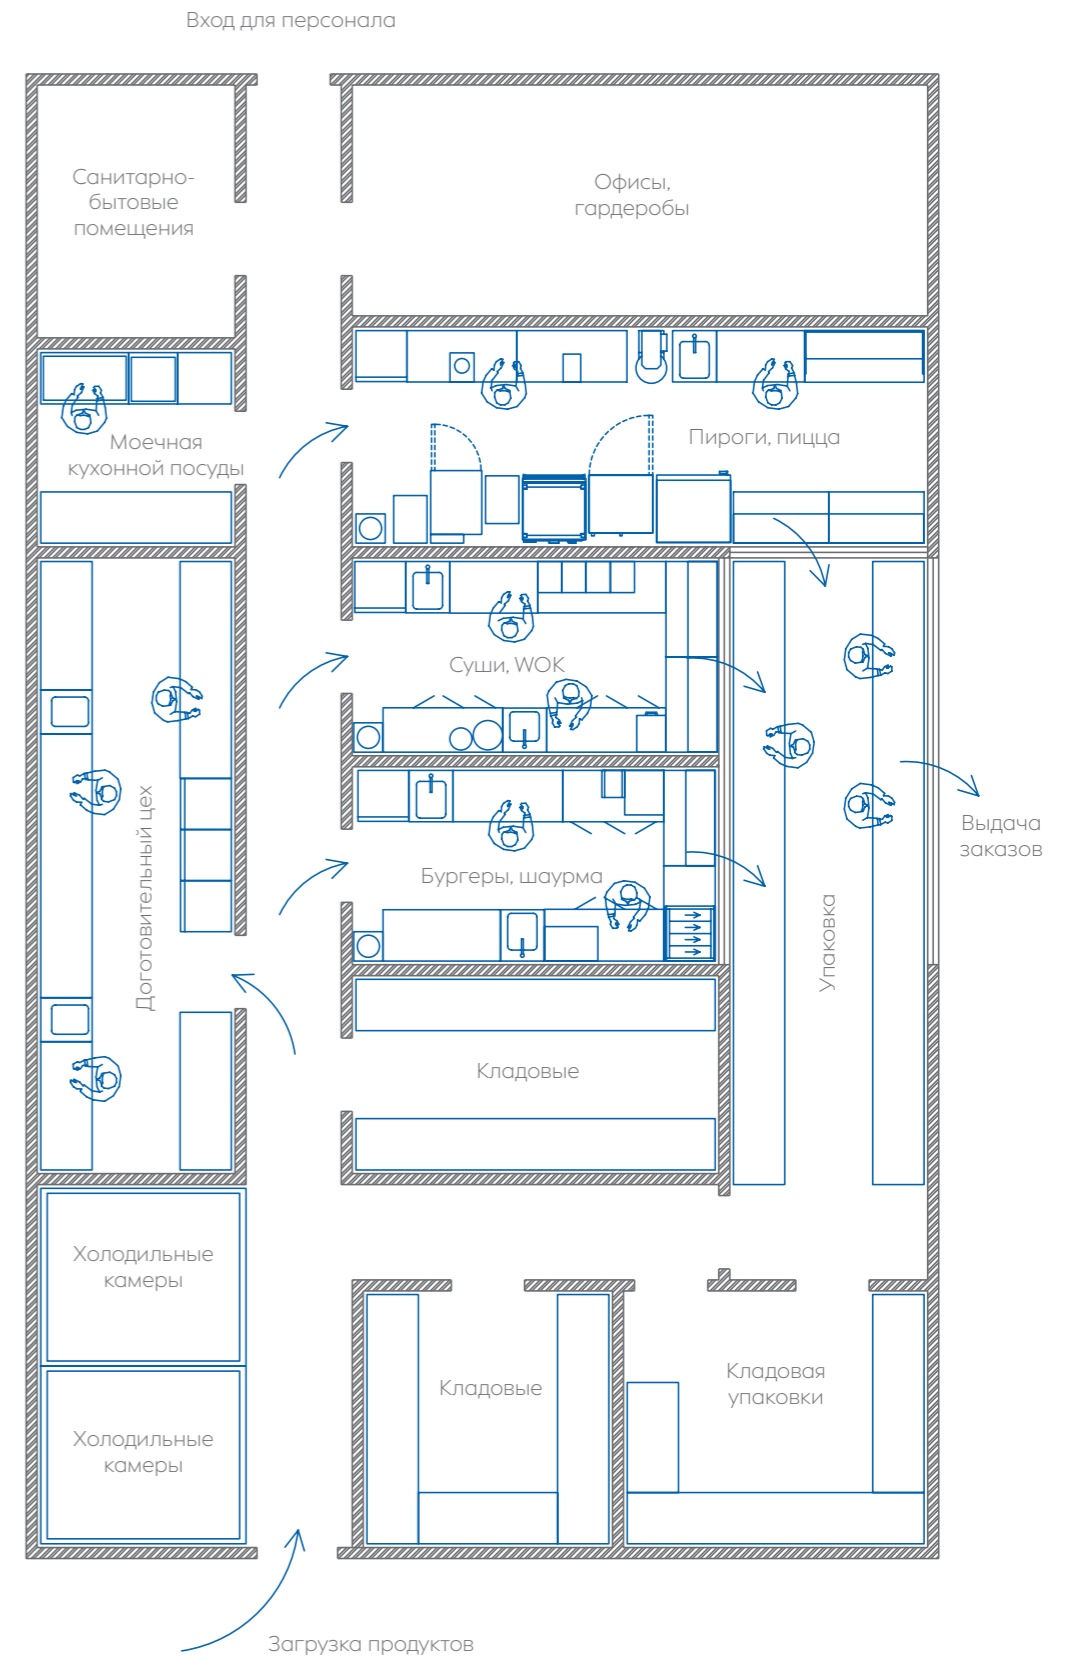 Вход для персонала
Санитарно-
бытовые
помещения
Офисы,
гардеробы
Моечная
кухонной посуды
Пироги, пицца
Суши, WOK
Доготовительный цех
Бургеры, шаурма
Упаковка
Выдача
заказов
Кладовые
Холодильные
камеры
Кладовые
Кладовая
упаковки
Холодильные
камеры
Загрузка продуктов